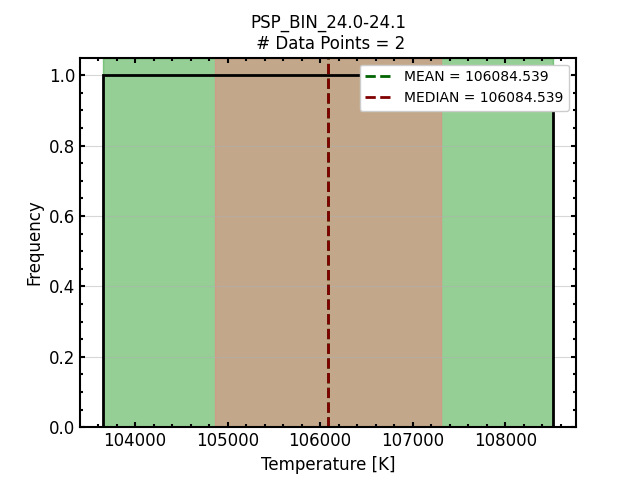 PSP_BIN_24.0-24.1
# Data Points = 2
MEAN = 106084.539
MEDIAN = 106084.539
1.0
0.8
0.6
0.4
0.2
0.0
Frequency
104000 105000 106000 107000 108000
Temperature [K]